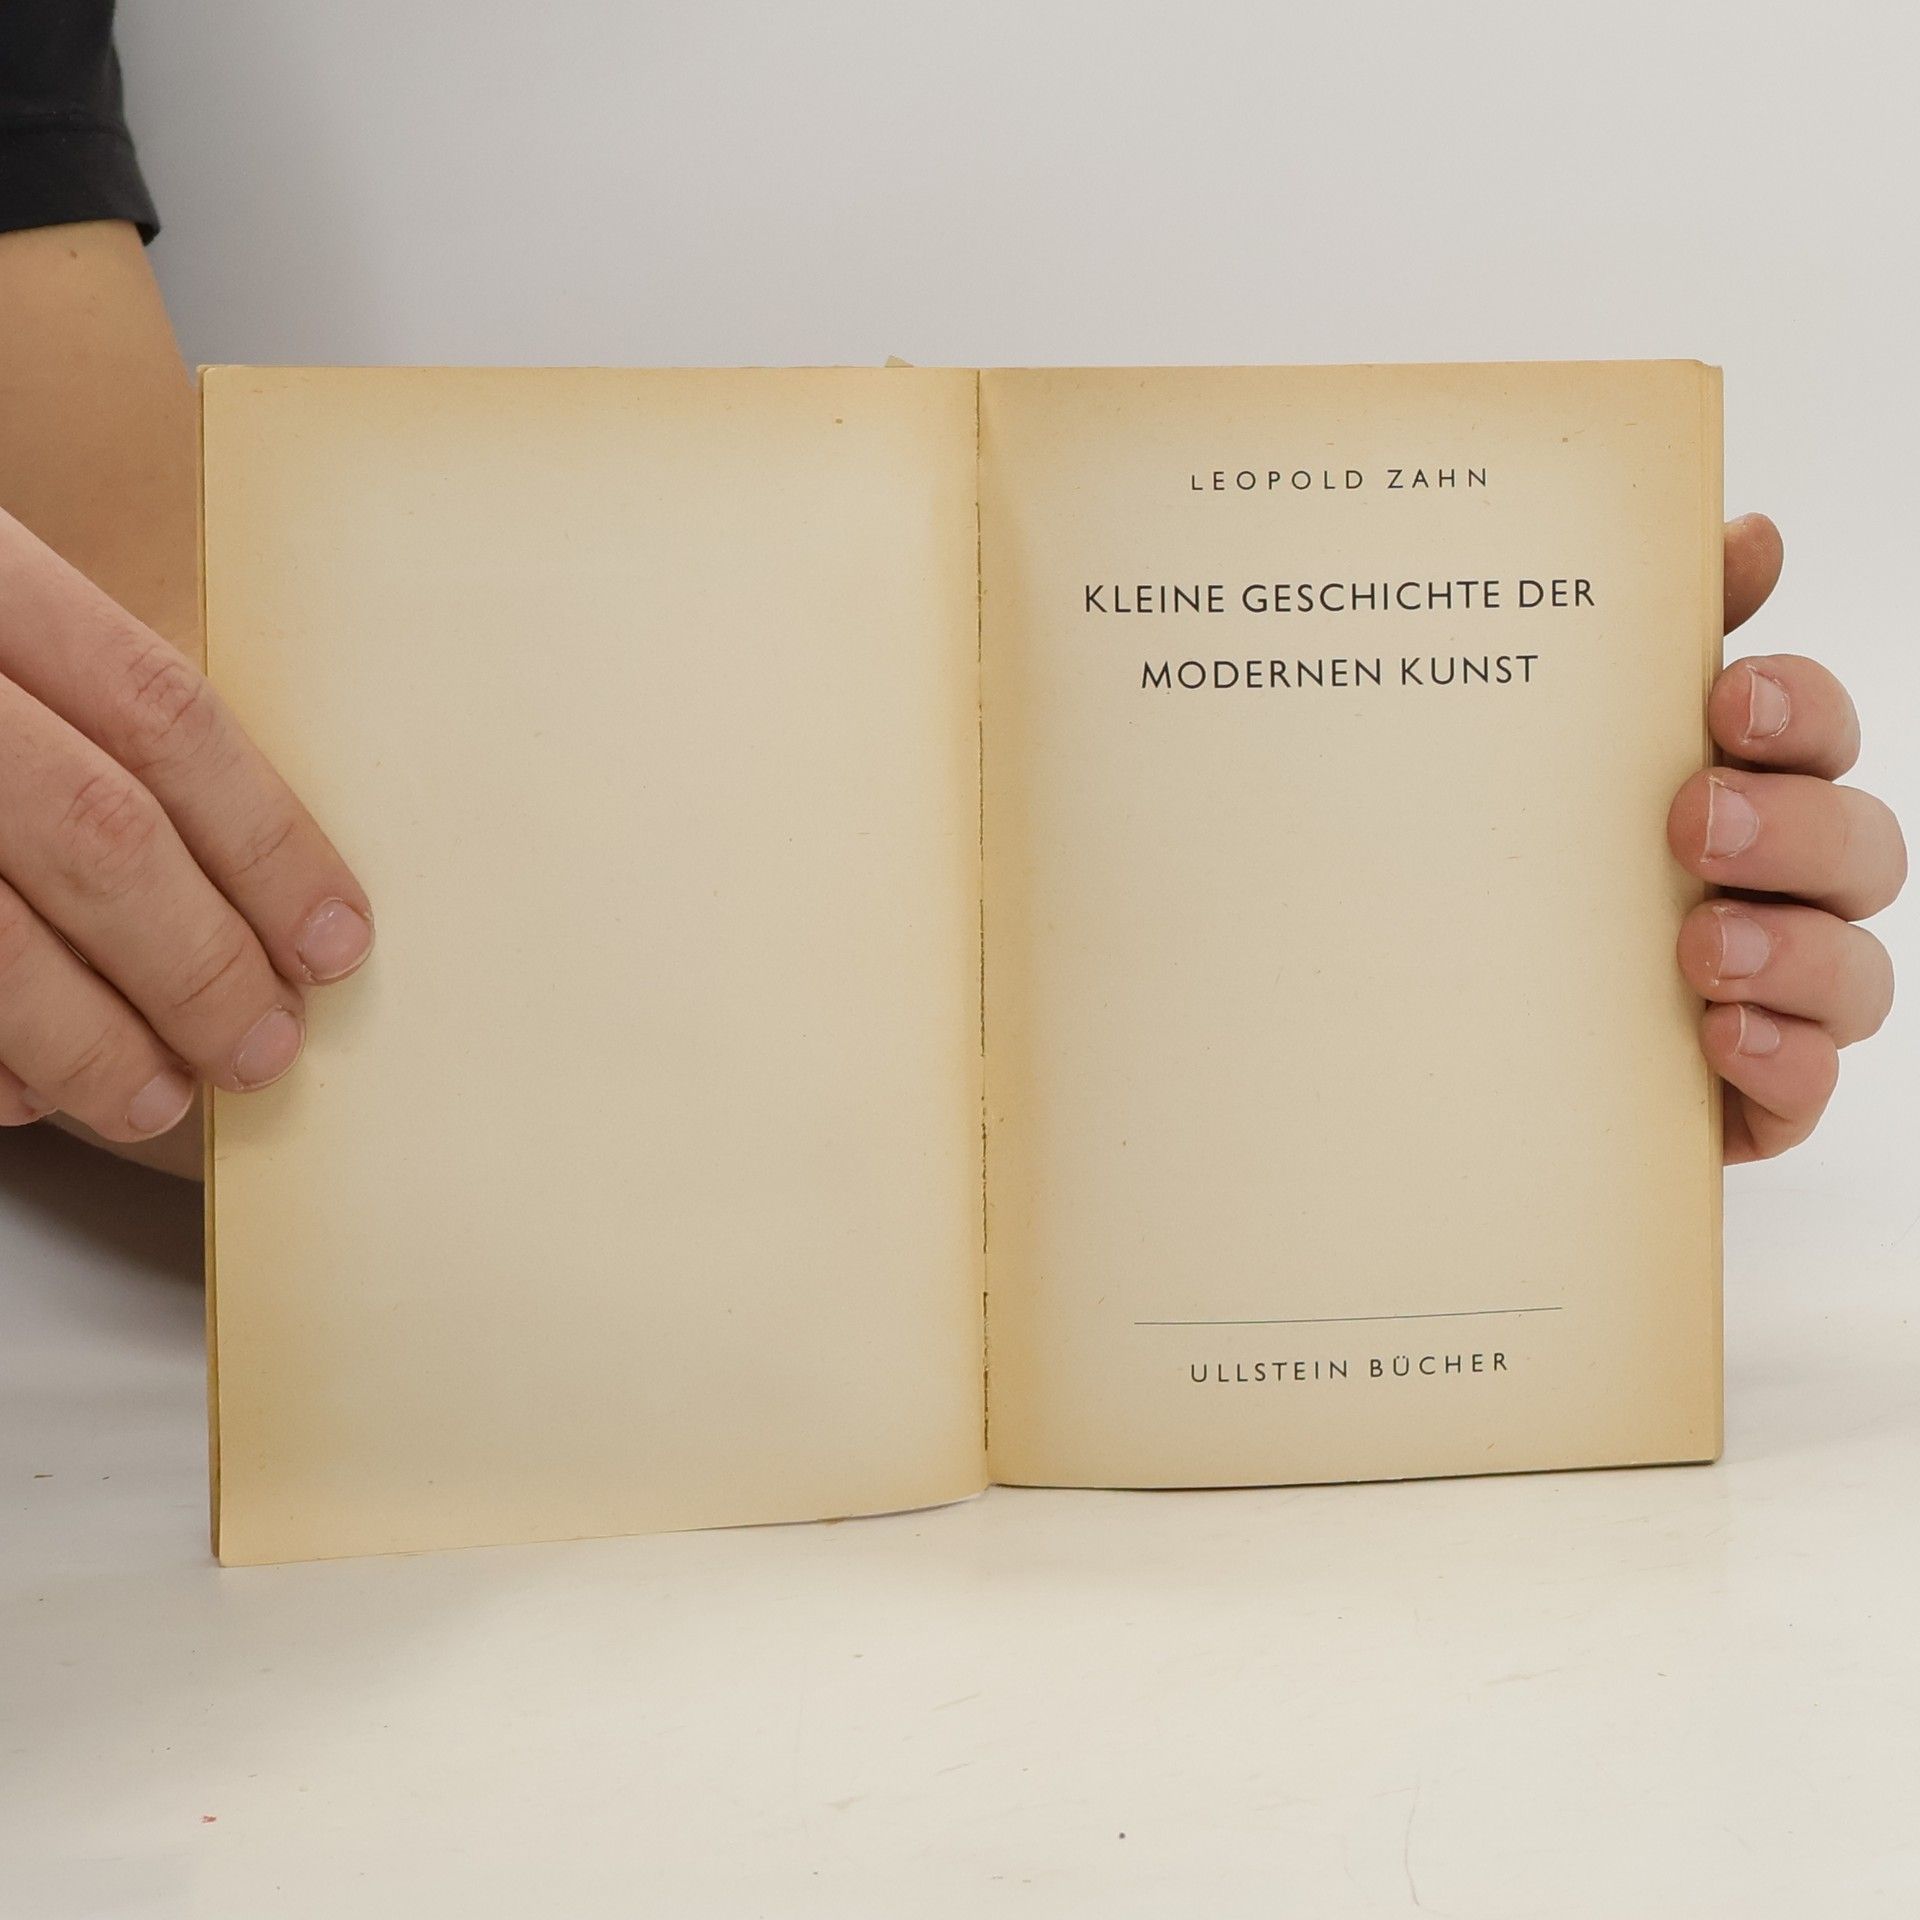 LEOPOLD ZAHN
KLEINE GESCHICHTE DER
MODERNEN KUNST
ULLSTEIN BÜCHER